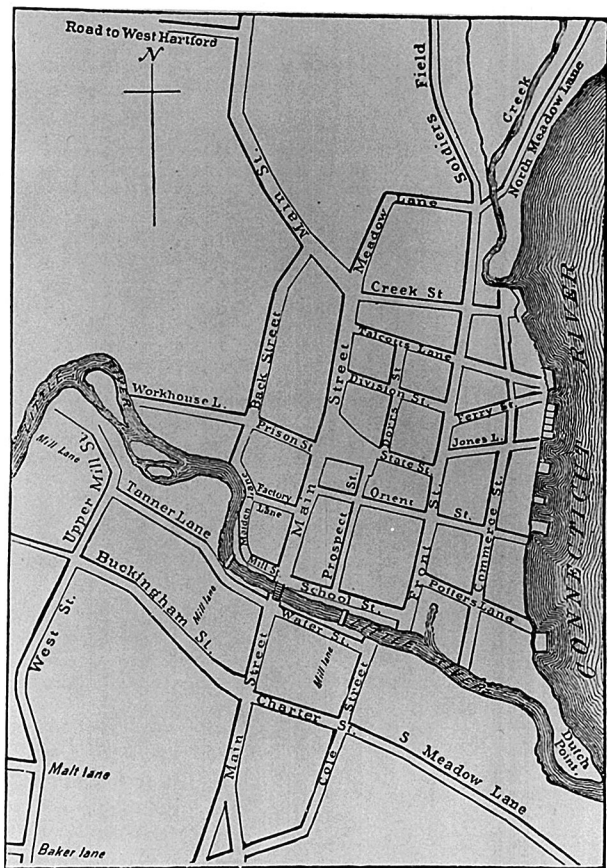 Road to West Hartford
N
Soldiers Field
Creek
North Meadow Lane
Main St.
Meadow Lane
Creek St
CONNECTICUT RIVER
Back Street
Talcotts Lane
Street
Division St.
Davis St
Ferry St.
Workhouse L.
Jones L.
Prison St
State St.
Mill Lane
Upper Mill St.
Tanner Lane
Maiden Lane
Factory Lane
Main
Orient St.
Prospect St
Front St.
Commerce St.
Mill St
School St.
Potters Lane
Buckingham St.
Mill lane
Water St.
Mill lane
West St.
Main Street
Charter St.
Cole Street
S Meadow Lane
Dutch Point.
Malt lane
Baker lane